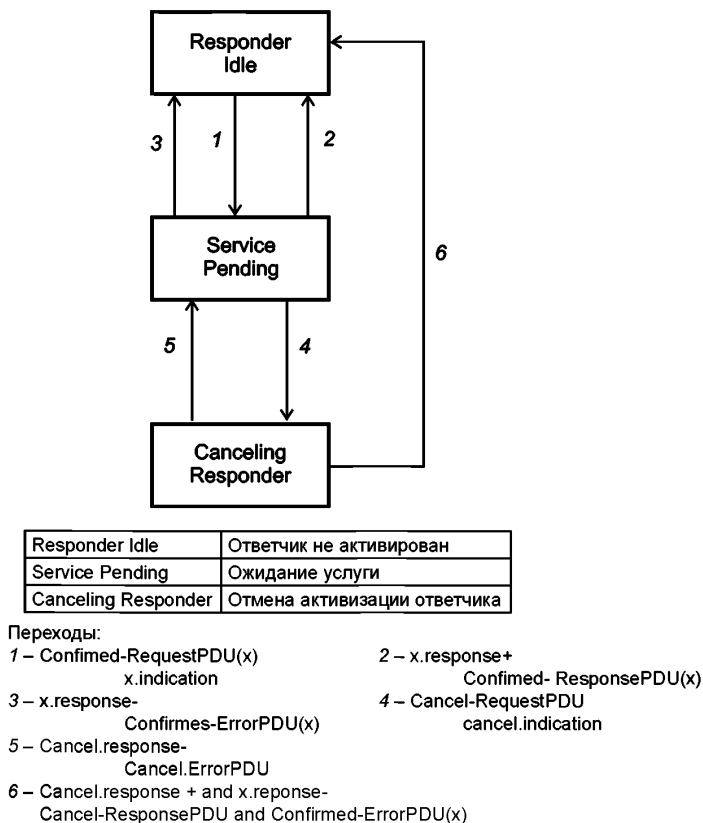 Responder
Idle
3
1
2
Service
Pending
6
5
4
Canceling
Responder
Responder Idle Ответчик не активирован
Service Pending Ожидание услуги
Canceling Responder Отмена активизации ответчика
Переходы:
1 – Confimed-RequestPDU(x)
x.indication
2 – x.response+
Confimed- ResponsePDU(x)
3 – x.response-
Confirmes-ErrorPDU(x)
4 – Cancel-RequestPDU
cancel.indication
5 – Cancel.response-
Cancel.ErrorPDU
6 – Cancel.response + and x.reponse-
Cancel-ResponsePDU and Confirmed-ErrorPDU(x)